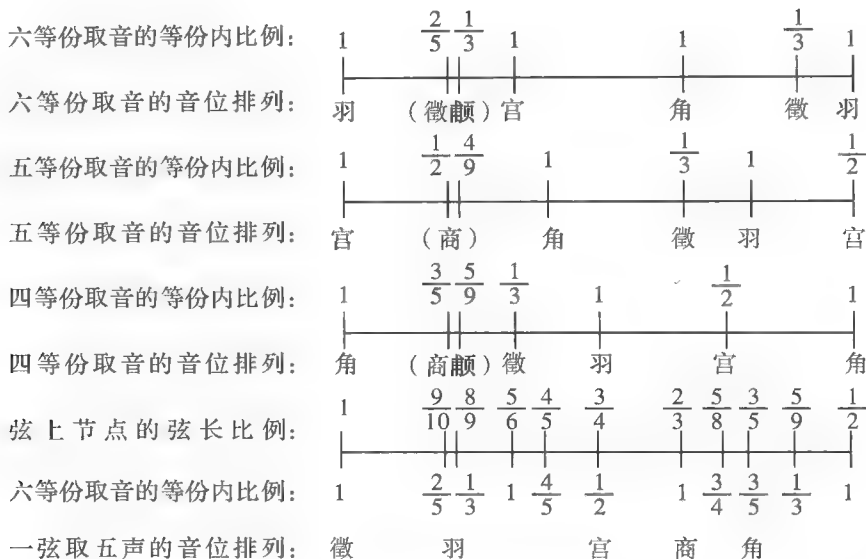 六等份取音的等份内比例: 1 2/5 1/3 1 1 1/3 1
六等份取音的音位排列: 羽 (徵顑) 宫 角 徵 羽
五等份取音的等份内比例: 1 1/2 4/9 1 1/3 1 1/2
五等份取音的音位排列: 宫 (商) 角 徵 羽 宫
四等份取音的等份内比例: 1 3/5 5/9 1/3 1 1/2 1
四等份取音的音位排列: 角 (商顑) 徵 羽 宫 角
弦上节点的弦长比例: 1 9/10 8/9 5/6 4/5 3/4 2/3 5/8 3/5 5/9 1/2
六等份取音的等份内比例: 1 2/5 1/3 1 4/5 1/2 1 3/4 3/5 1/3 1
一弦取五声的音位排列: 徵 羽 宫 商 角